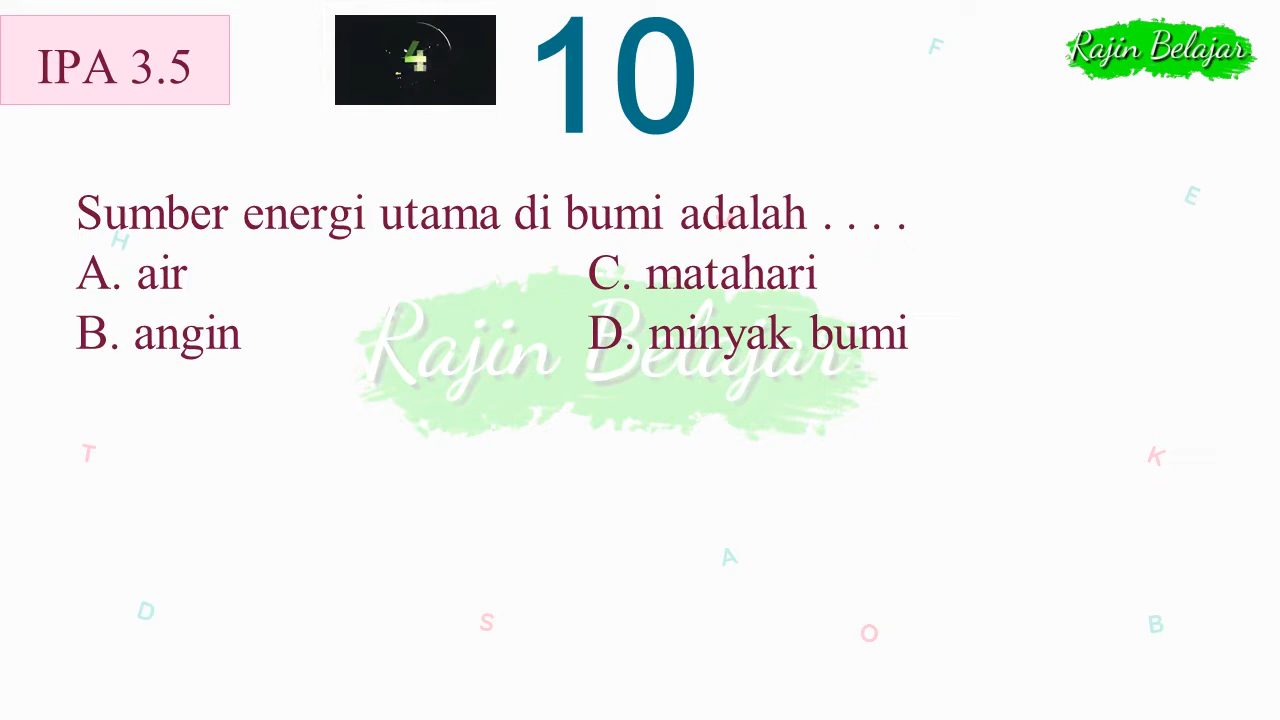 IPA 3.5
4
10
Rajin Belajar
Sumber energi utama di bumi adalah . . . .
A. air
C. matahari
B. angin
D. minyak bumi
Rajin Belajar
F
E
H
T
K
A
D
S
O
B